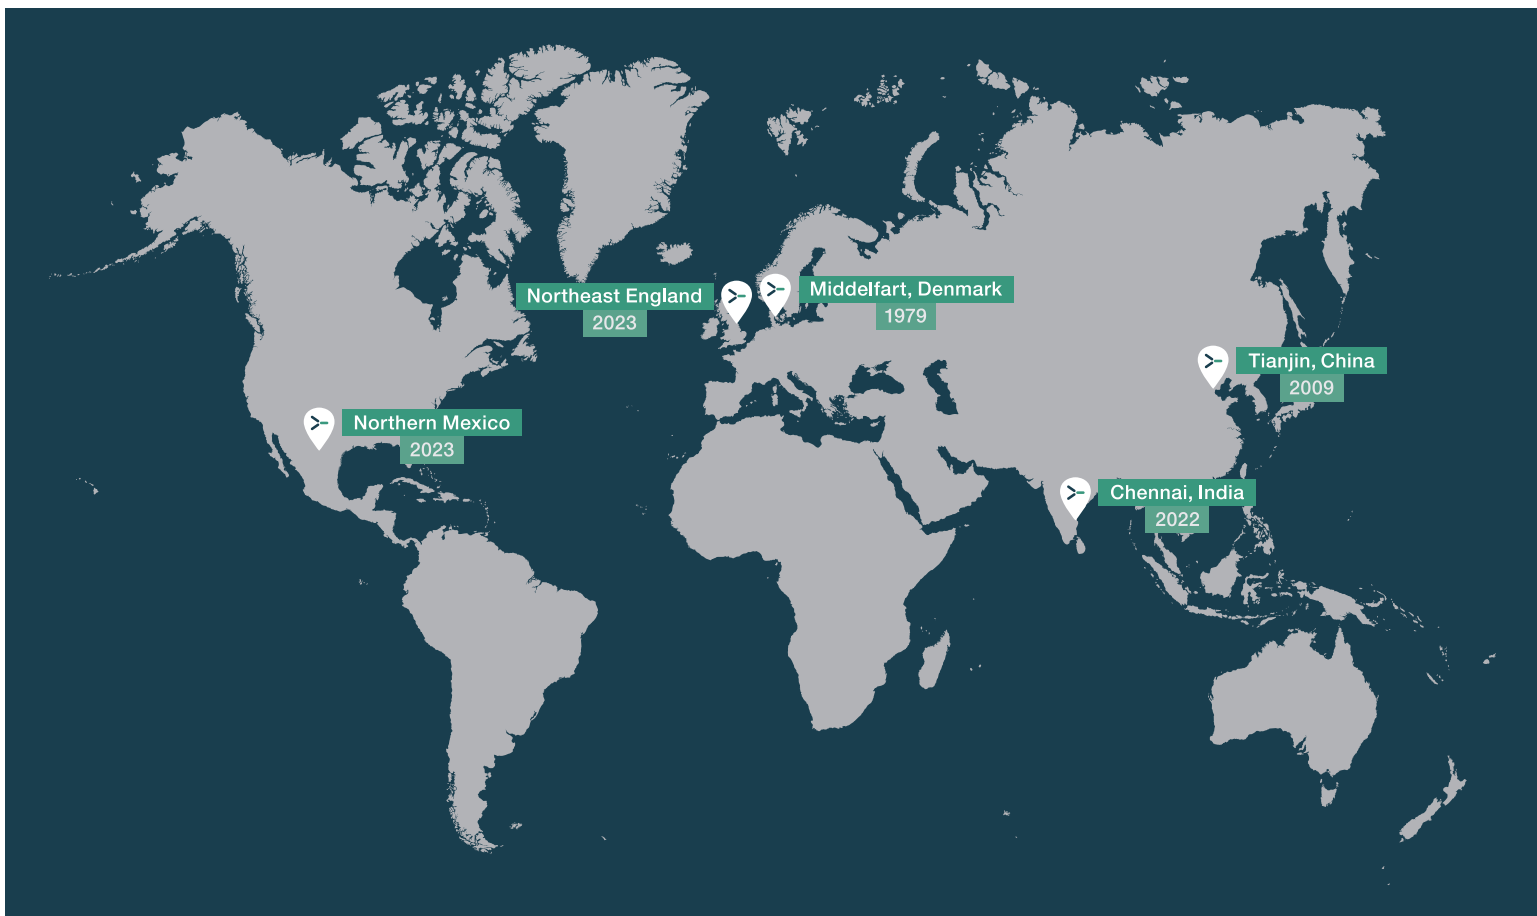 Northeast England
2023
Middelfart, Denmark
1979
Tianjin, China
2009
Northern Mexico
2023
Chennai, India
2022